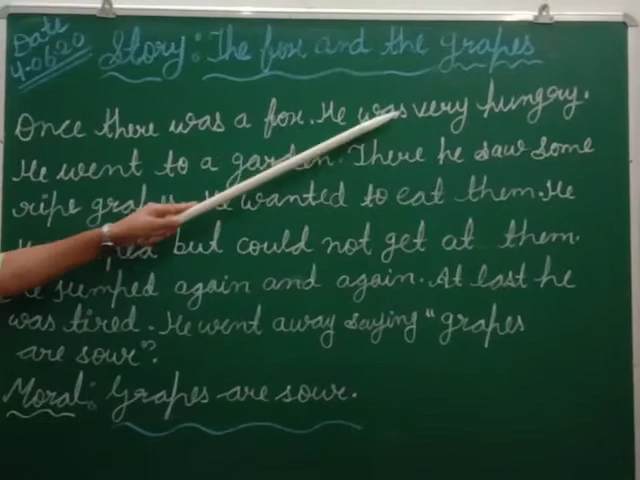 Date
4.06.20
Story: The fox and the grapes
Once there was a fox. He was very hungry.
He went to a garden. There he saw some
ripe grapes. He wanted to eat them. He
but could not get at them.
He jumped again and again. At last he
was tired. He went away saying "grapes
are sour".
Moral: Grapes are sour.